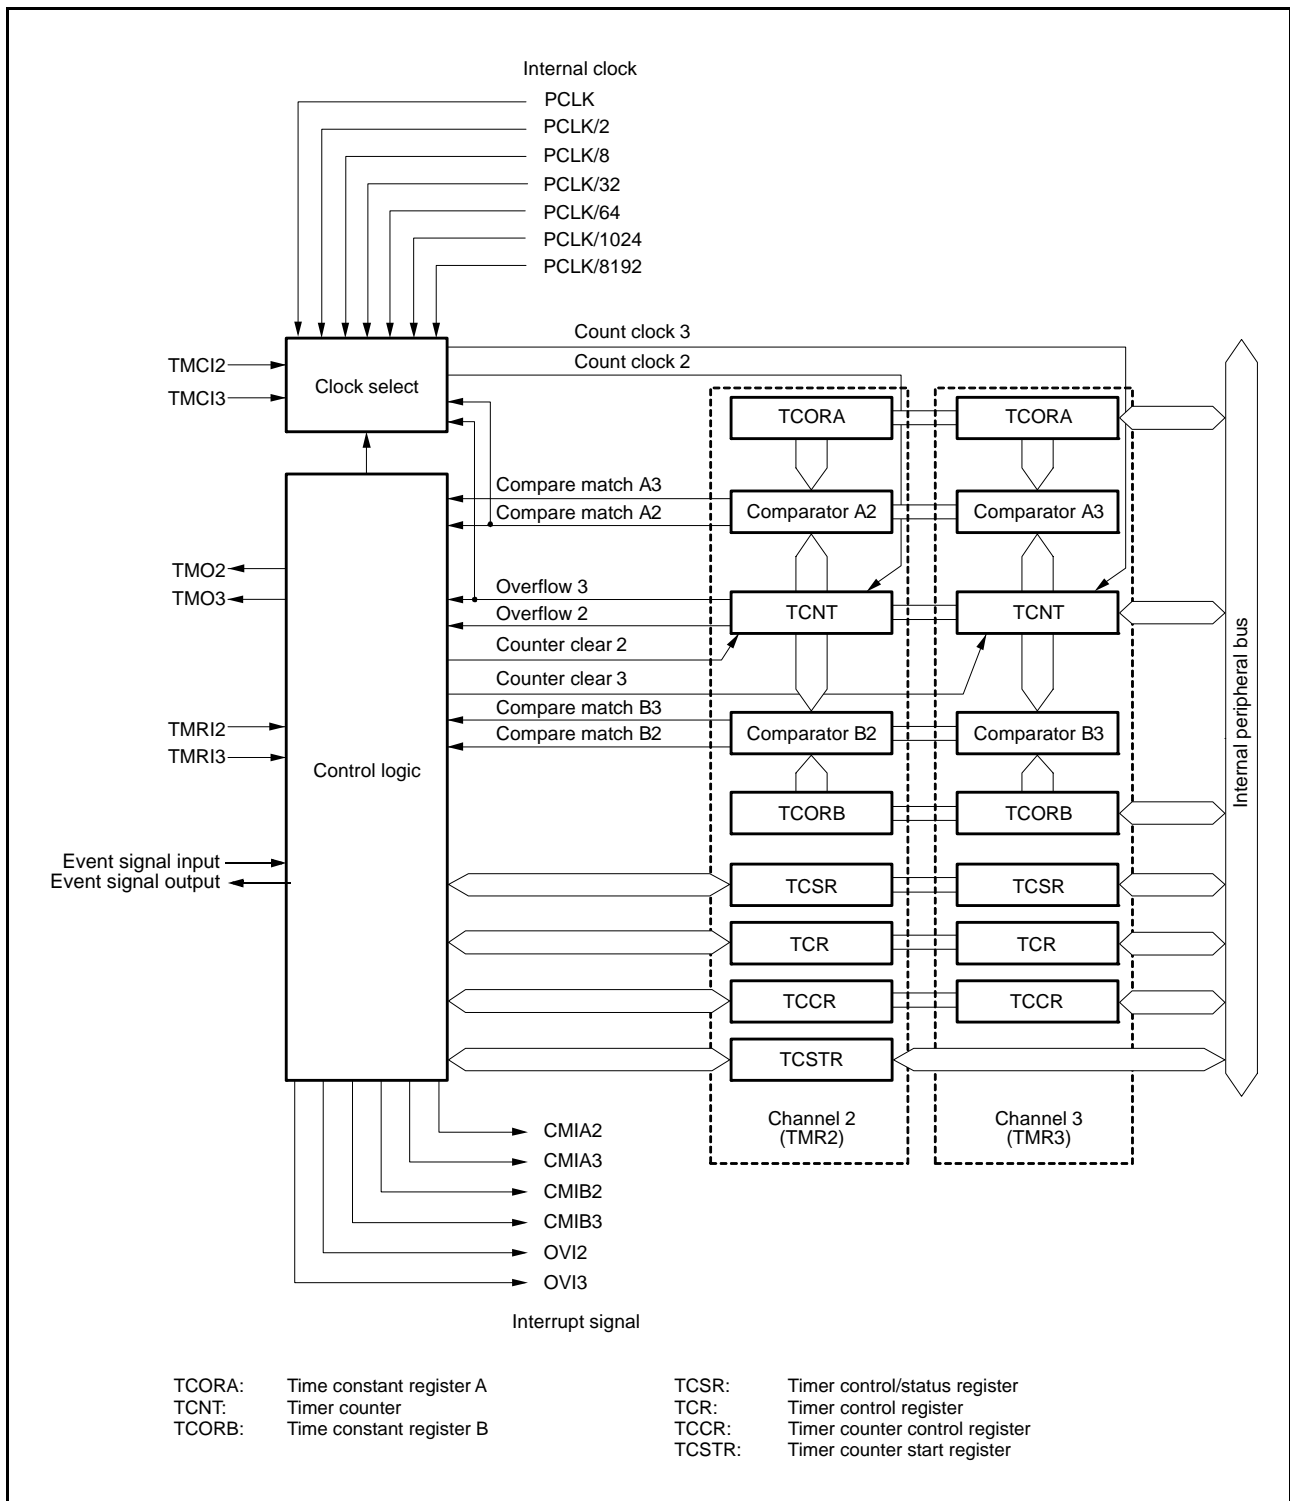 Internal clock
PCLK
PCLK/2
PCLK/8
PCLK/32
PCLK/64
PCLK/1024
PCLK/8192
Count clock 3
Count clock 2
TMCI2
TMCI3
Clock select
TCORA
TCORA
Compare match A3
Compare match A2
Comparator A2
Comparator A3
TMO2
TMO3
Overflow 3
Overflow 2
TCNT
TCNT
Counter clear 2
Counter clear 3
Compare match B3
Compare match B2
Comparator B2
Comparator B3
TMRI2
TMRI3
Control logic
TCORB
TCORB
Internal peripheral bus
Event signal input
Event signal output
TCSR
TCSR
TCR
TCR
TCCR
TCCR
TCSTR
Channel 2
(TMR2)
Channel 3
(TMR3)
CMIA2
CMIA3
CMIB2
CMIB3
OVI2
OVI3
Interrupt signal
TCORA: Time constant register A
TCNT: Timer counter
TCORB: Time constant register B
TCSR: Timer control/status register
TCR: Timer control register
TCCR: Timer counter control register
TCSTR: Timer counter start register